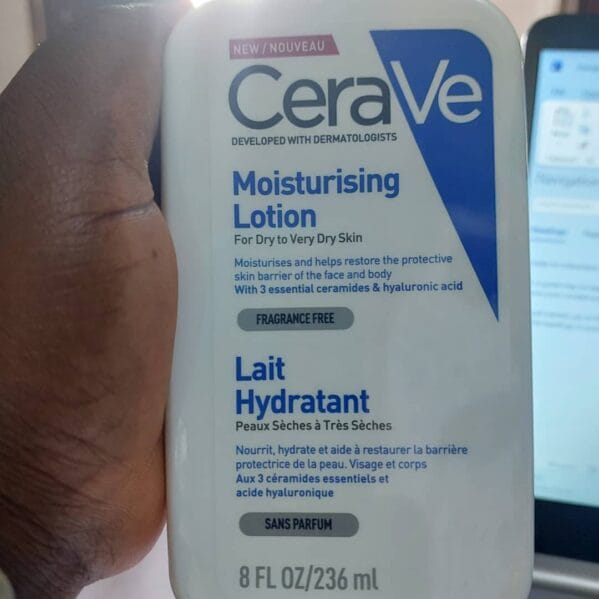 NEW / NOUVEAU
CeraVe
DEVELOPED WITH DERMATOLOGISTS
Moisturising
Lotion
For Dry to Very Dry Skin
Moisturises and helps restore the protective
skin barrier of the face and body
With 3 essential ceramides & hyaluronic acid
FRAGRANCE FREE
Lait
Hydratant
Peaux Sèches à Très Sèches
Nourrit, hydrate et aide à restaurer la barrière
protectrice de la peau. Visage et corps
Aux 3 céramides essentiels et
acide hyaluronique
SANS PARFUM
8 FL OZ/236 ml
Navigation